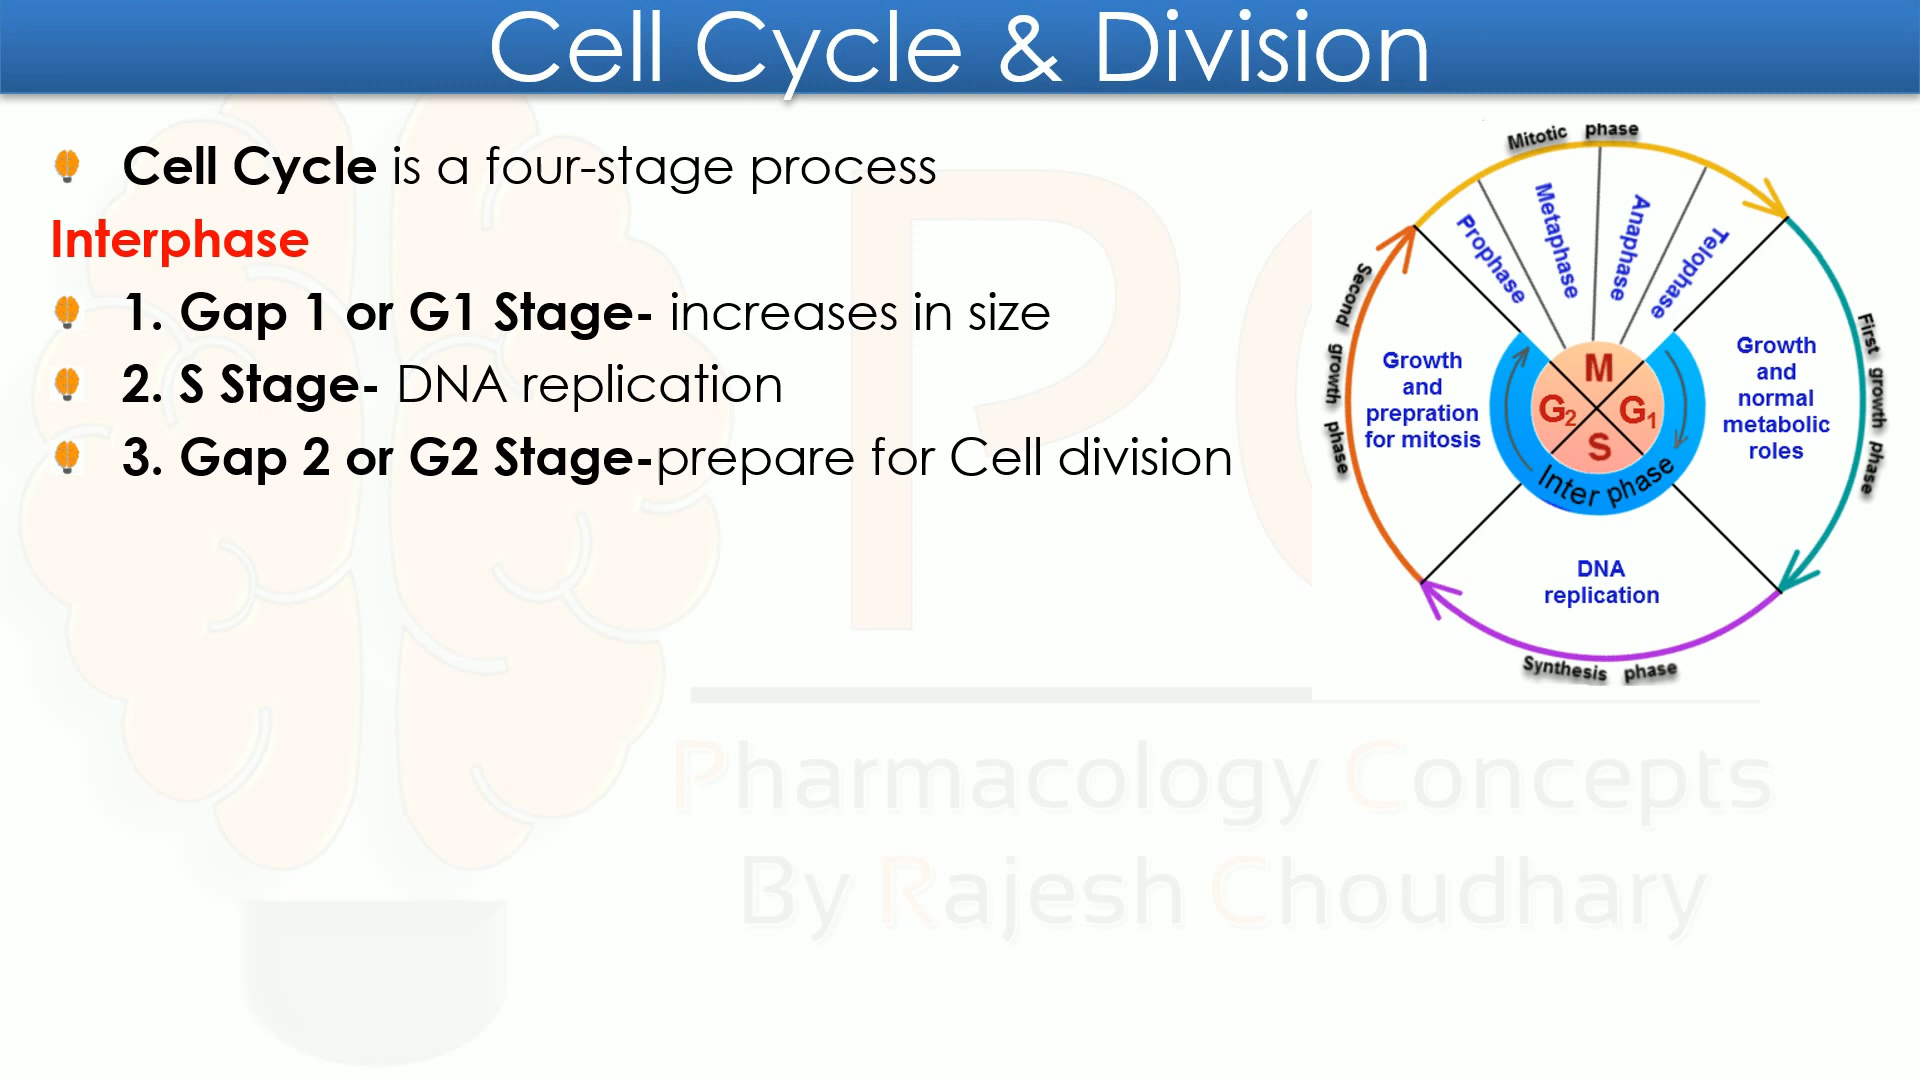 Cell Cycle & Division
Cell Cycle is a four-stage process
Interphase
1. Gap 1 or G1 Stage- increases in size
2. S Stage- DNA replication
3. Gap 2 or G2 Stage-prepare for Cell division
Mitotic phase
Prophase
Metaphase
Anaphase
Telophase
Second growth phase
First growth phase
Growth
and
prepration
for mitosis
Growth
and
normal
metabolic
roles
M
G2
G1
S
Inter phase
DNA
replication
Synthesis phase
Pharmacology Concepts
By Rajesh Choudhary